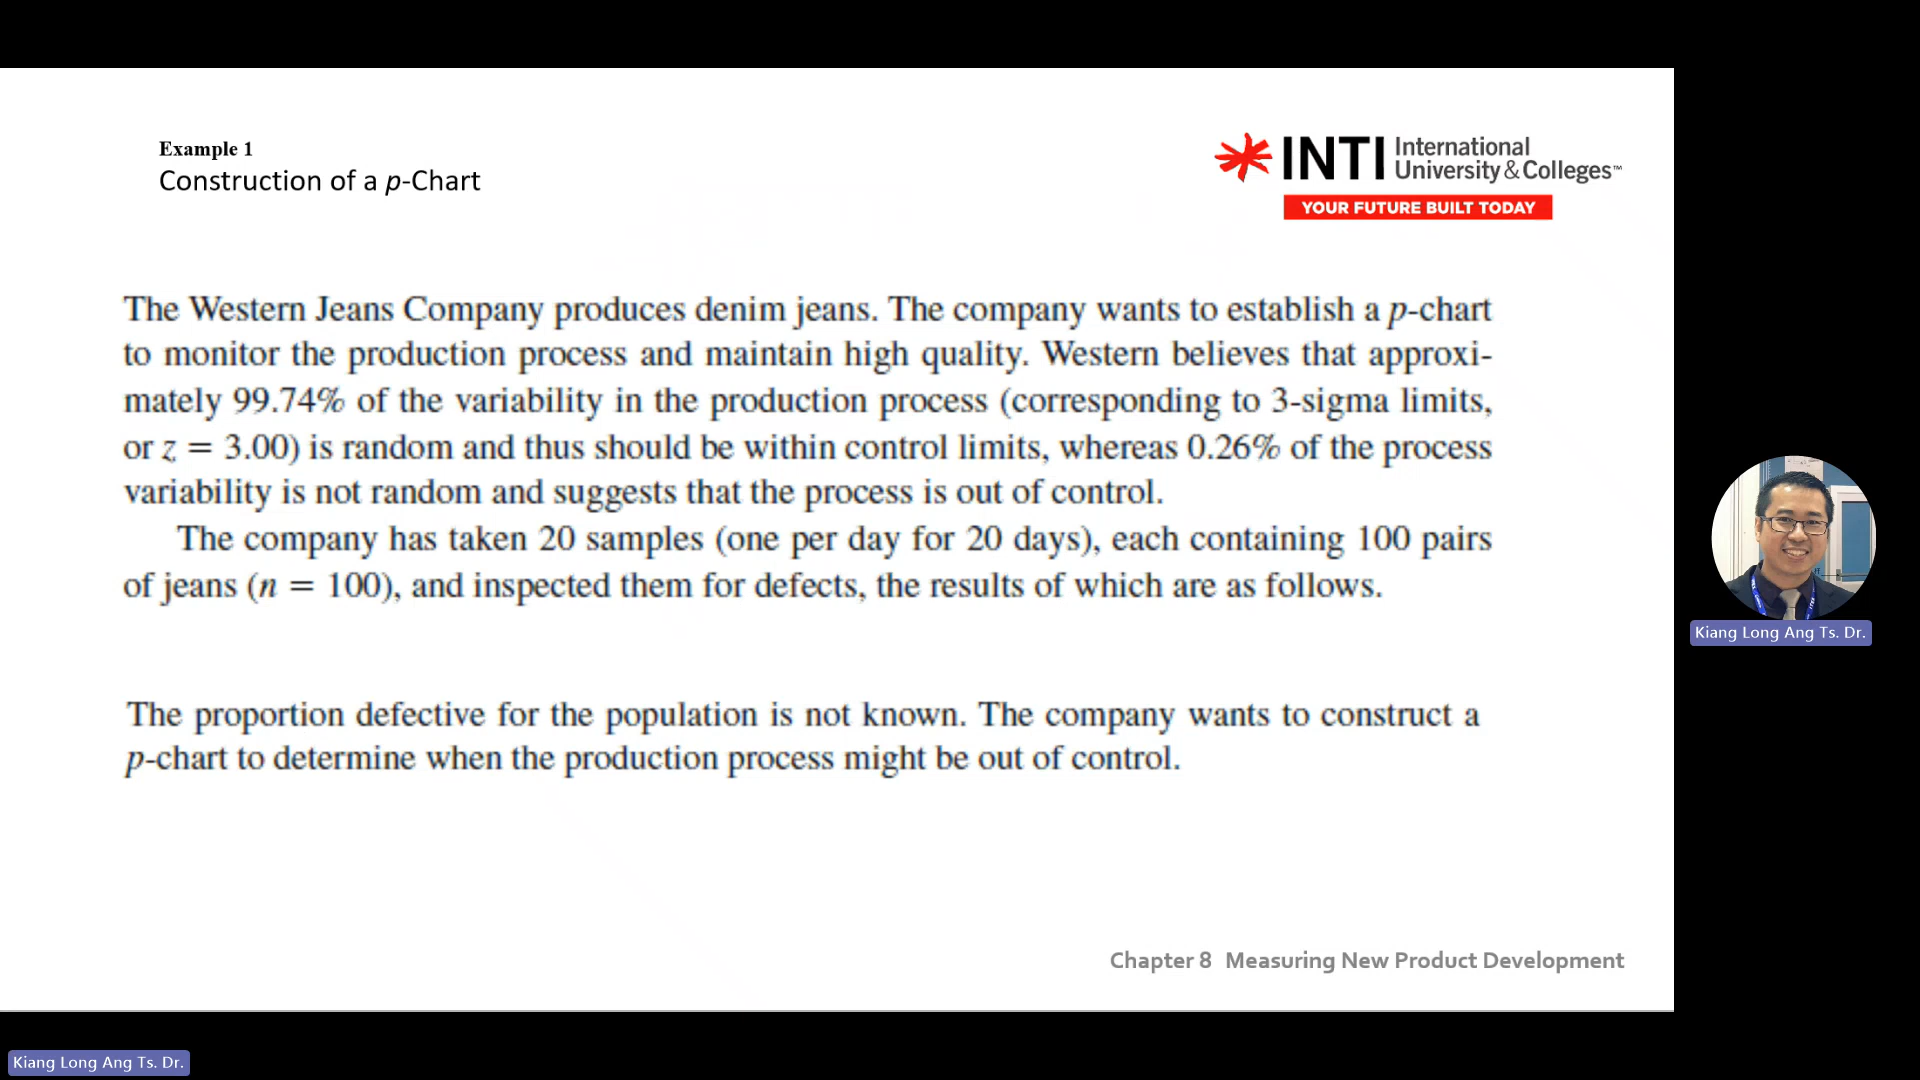 Example 1
Construction of a p-Chart
INTI International
University & Colleges™
YOUR FUTURE BUILT TODAY
The Western Jeans Company produces denim jeans. The company wants to establish a p-chart
to monitor the production process and maintain high quality. Western believes that approxi-
mately 99.74% of the variability in the production process (corresponding to 3-sigma limits,
or z = 3.00) is random and thus should be within control limits, whereas 0.26% of the process
variability is not random and suggests that the process is out of control.
The company has taken 20 samples (one per day for 20 days), each containing 100 pairs
of jeans (n = 100), and inspected them for defects, the results of which are as follows.
The proportion defective for the population is not known. The company wants to construct a
p-chart to determine when the production process might be out of control.
Kiang Long Ang Ts. Dr.
Chapter 8 Measuring New Product Development
Kiang Long Ang Ts. Dr.